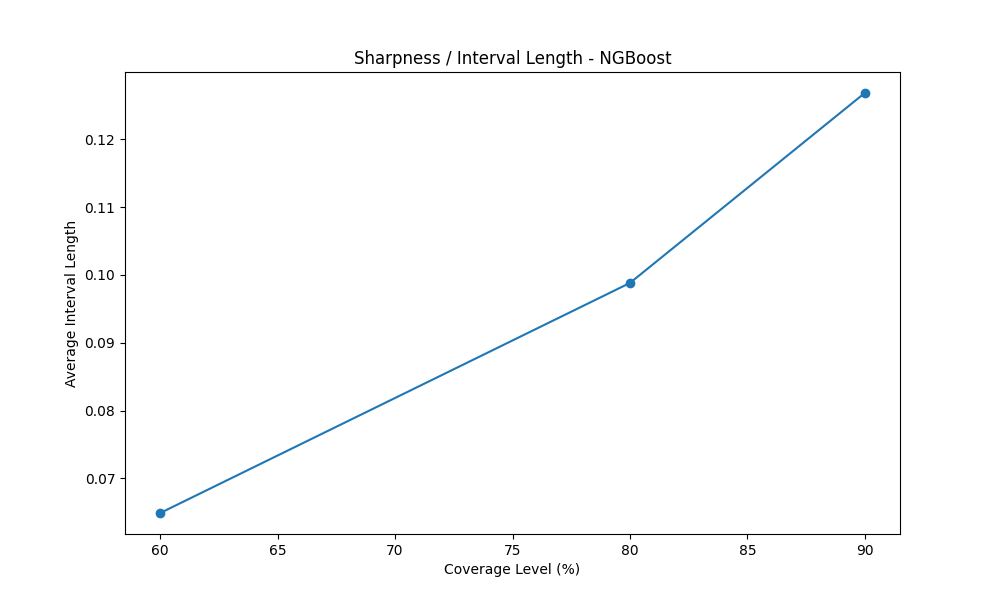 Sharpness / Interval Length - NGBoost
Average Interval Length
0.12
0.11
0.10
0.09
0.08
0.07
60 65 70 75 80 85 90
Coverage Level (%)